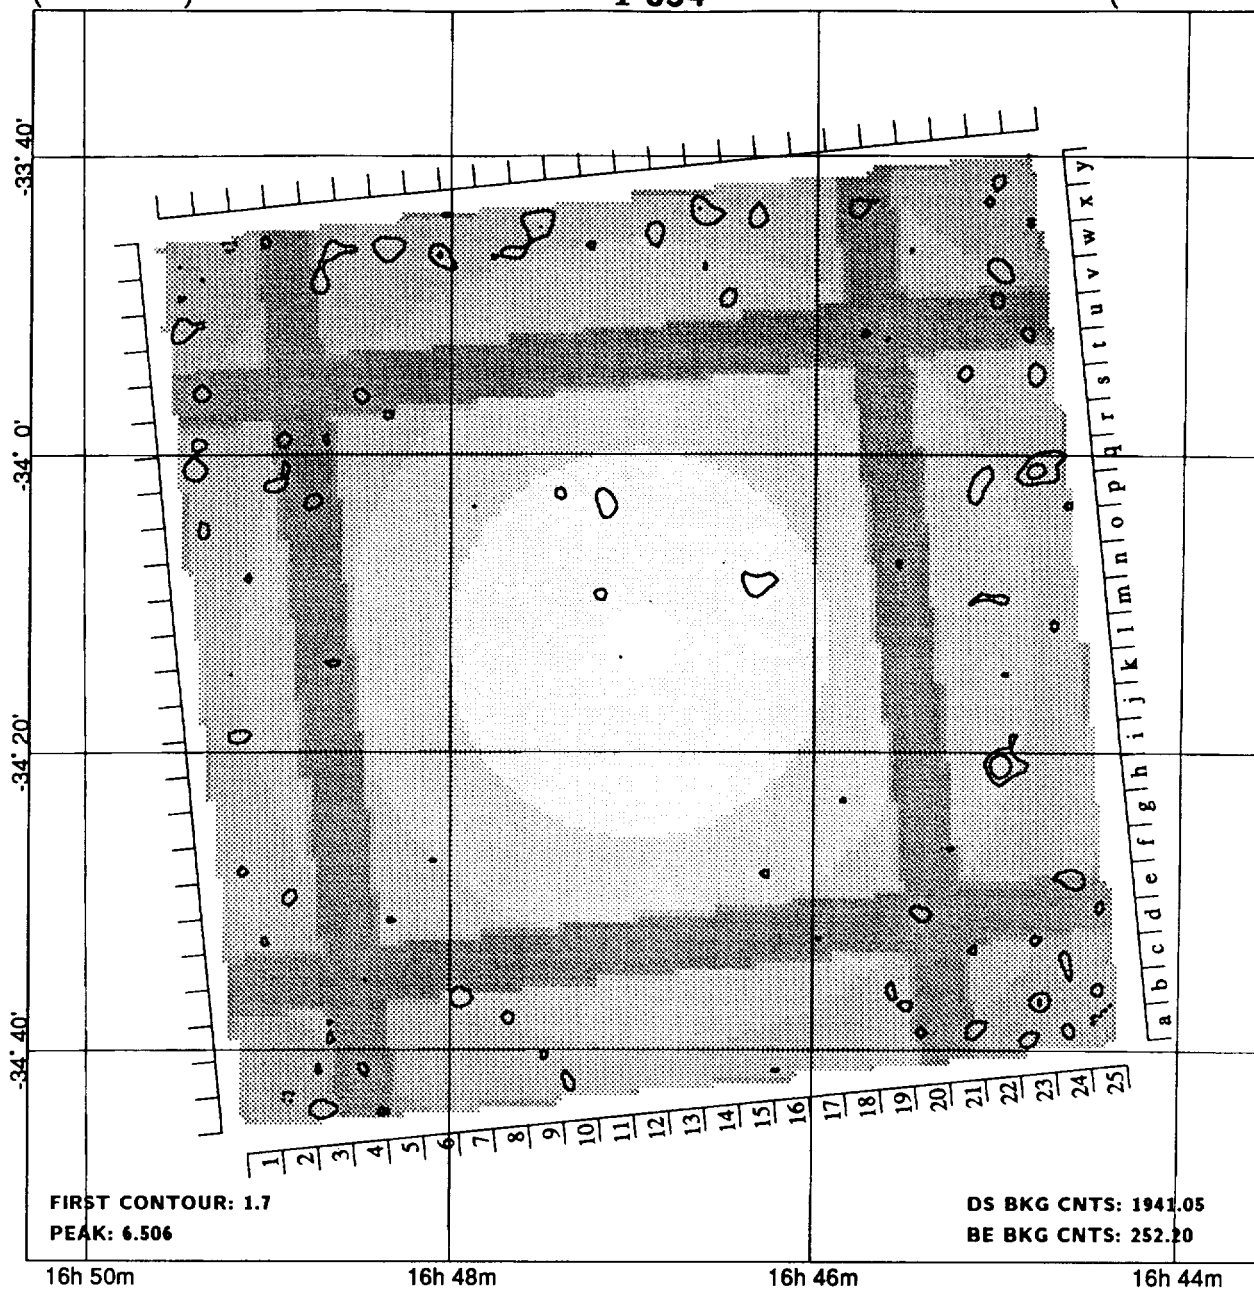 -33° 40'
-34° 0'
-34° 20'
-34° 40'
y
x
w
v
u
t
s
r
q
p
o
n
m
l
k
j
i
h
g
f
e
d
c
b
a
1 2 3 4 5 6 7 8 9 10 11 12 13 14 15 16 17 18 19 20 21 22 23 24 25
FIRST CONTOUR: 1.7
PEAK: 6.506
DS BKG CNTS: 1941.05
BE BKG CNTS: 252.20
16h 50m 16h 48m 16h 46m 16h 44m